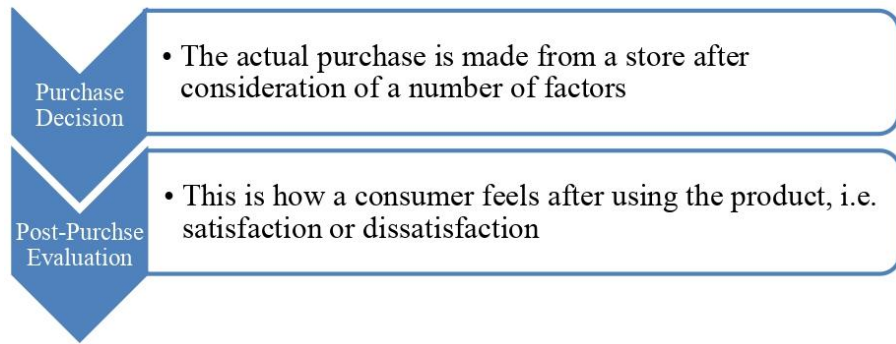 Purchase
Decision
• The actual purchase is made from a store after
consideration of a number of factors
Post-Purchse
Evaluation
• This is how a consumer feels after using the product, i.e.
satisfaction or dissatisfaction